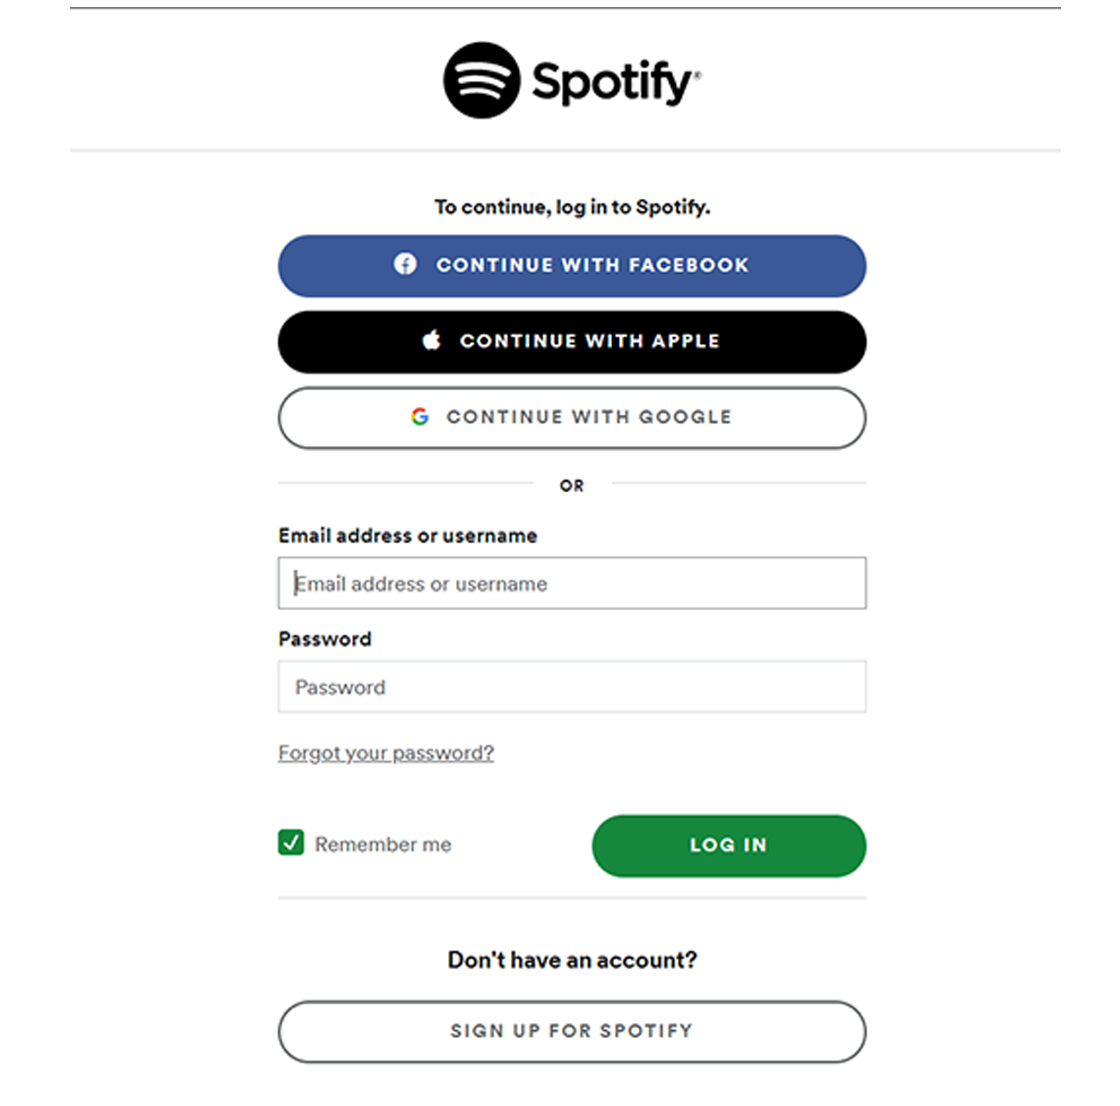 Spotify®
To continue, log in to Spotify.
CONTINUE WITH FACEBOOK
CONTINUE WITH APPLE
CONTINUE WITH GOOGLE
OR
Email address or username
Email address or username
Password
Password
Forgot your password?
Remember me
LOG IN
Don't have an account?
SIGN UP FOR SPOTIFY